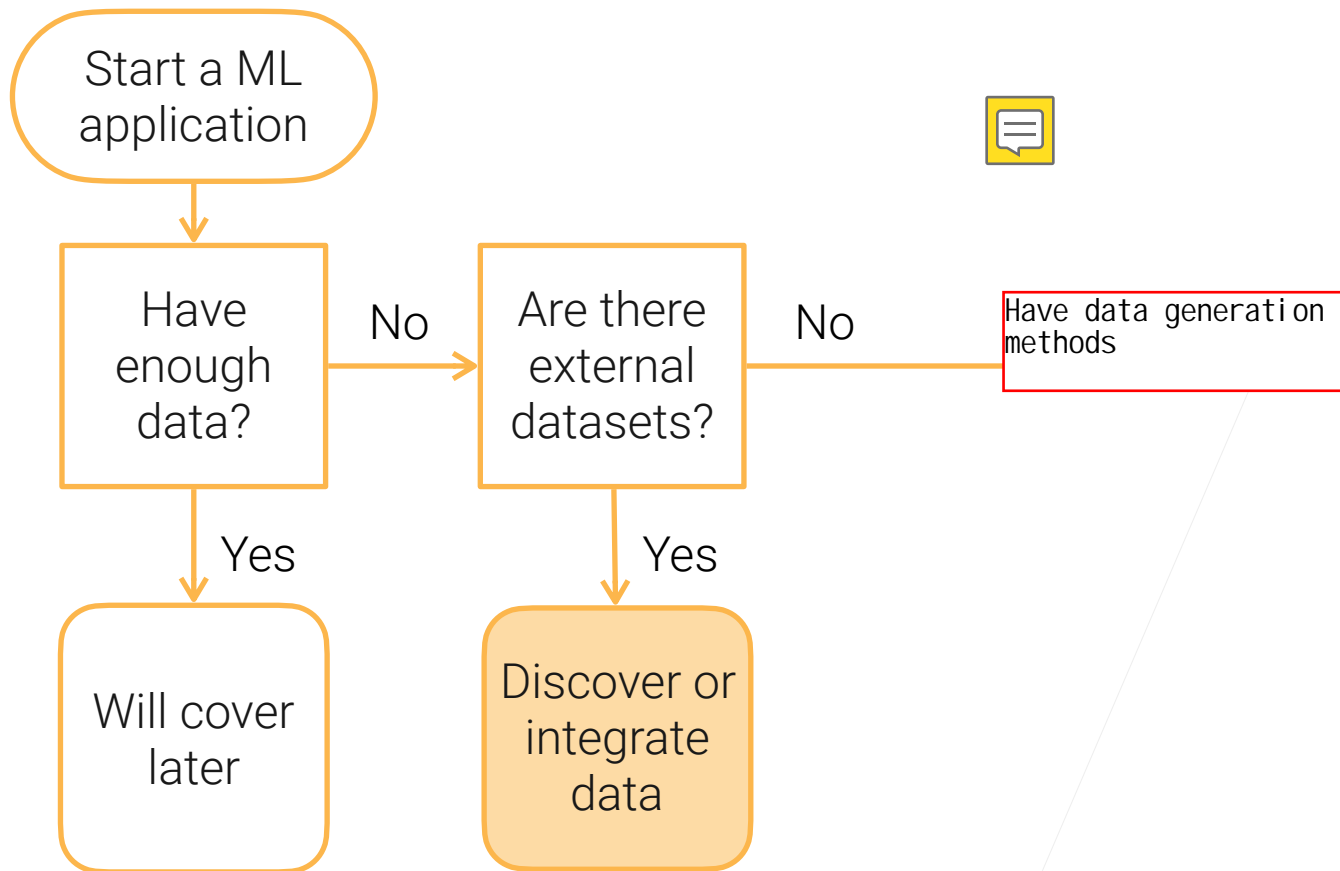 Start a ML
application
Have
enough
data?
No
Are there
external
datasets?
No
Have data generation
methods
Yes
Yes
Will cover
later
Discover or
integrate
data